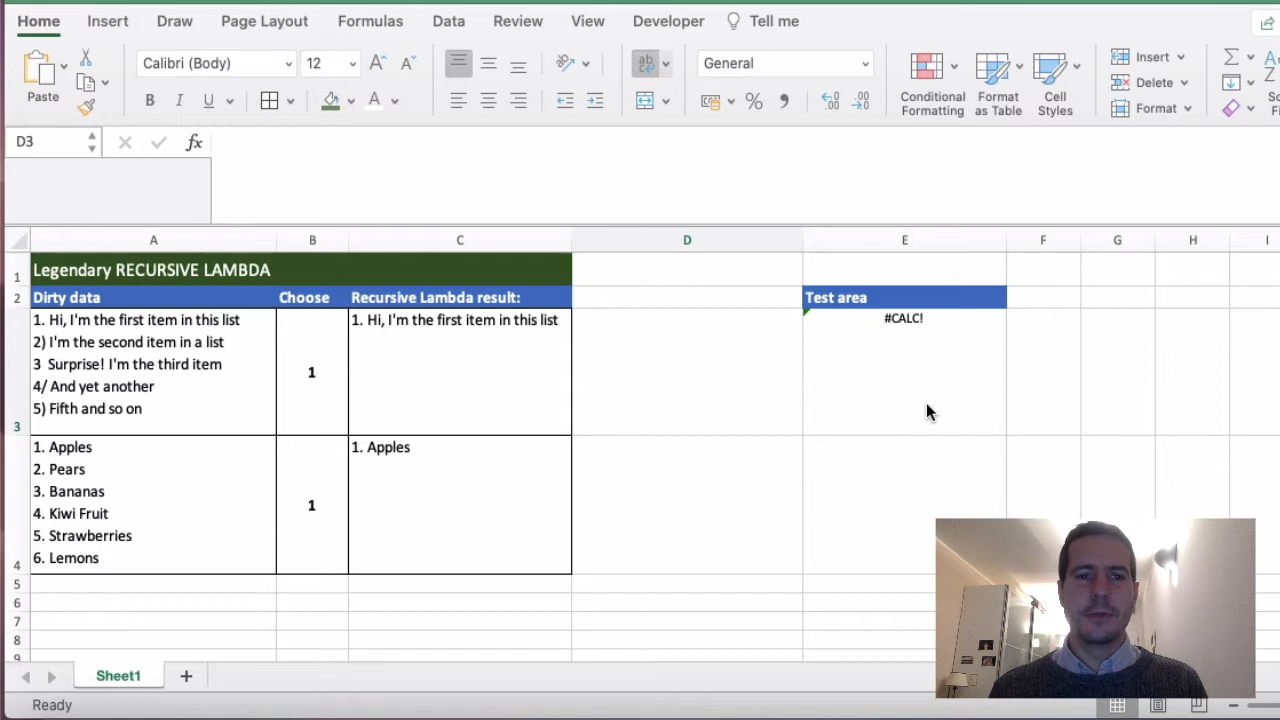 Home Insert Draw Page Layout Formulas Data Review View Developer Tell me
Paste
Calibri (Body) 12
General
Conditional Formatting
Format as Table
Cell Styles
Insert
Delete
Format
D3
fx
A B C D E F G H I
1 Legendary RECURSIVE LAMBDA
2 Dirty data Choose Recursive Lambda result: Test area
3
1. Hi, I'm the first item in this list
2) I'm the second item in a list
3  Surprise! I'm the third item
4/ And yet another
5) Fifth and so on
1
1. Hi, I'm the first item in this list
#CALC!
4
1. Apples
2. Pears
3. Bananas
4. Kiwi Fruit
5. Strawberries
6. Lemons
1
1. Apples
5
6
7
8
9
Sheet1
Ready